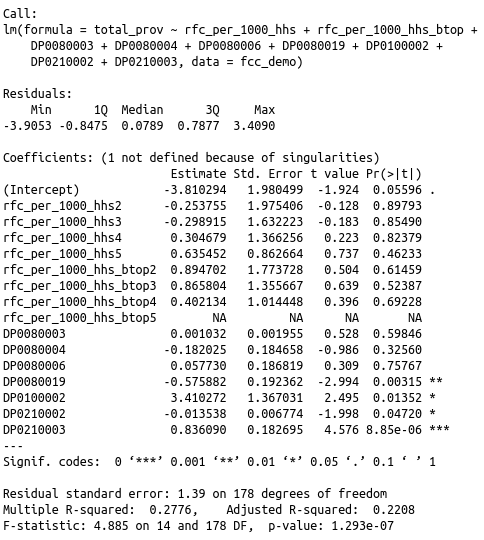 Call:
lm(formula = total_prov ~ rfc_per_1000_hhs + rfc_per_1000_hhs_btop +
    DP0080003 + DP0080004 + DP0080006 + DP0080019 + DP0100002 +
    DP0210002 + DP0210003, data = fcc_demo)

Residuals:
    Min      1Q  Median      3Q     Max
-3.9053 -0.8475  0.0789  0.7877  3.4090

Coefficients: (1 not defined because of singularities)
                        Estimate Std. Error t value Pr(>|t|)
(Intercept)            -3.810294   1.980499  -1.924  0.05596 .
rfc_per_1000_hhs2      -0.253755   1.975406  -0.128  0.89793
rfc_per_1000_hhs3      -0.298915   1.632223  -0.183  0.85490
rfc_per_1000_hhs4       0.304679   1.366256   0.223  0.82379
rfc_per_1000_hhs5       0.635452   0.862664   0.737  0.46233
rfc_per_1000_hhs_btop2  0.894702   1.773728   0.504  0.61459
rfc_per_1000_hhs_btop3  0.865804   1.355667   0.639  0.52387
rfc_per_1000_hhs_btop4  0.402134   1.014448   0.396  0.69228
rfc_per_1000_hhs_btop5        NA         NA      NA       NA
DP0080003               0.001032   0.001955   0.528  0.59846
DP0080004              -0.182025   0.184658  -0.986  0.32560
DP0080006               0.057730   0.186819   0.309  0.75767
DP0080019              -0.575882   0.192362  -2.994  0.00315 **
DP0100002               3.410272   1.367031   2.495  0.01352 *
DP0210002              -0.013538   0.006774  -1.998  0.04720 *
DP0210003               0.836090   0.182695   4.576 8.85e-06 ***
---
Signif. codes:  0 ‘***’ 0.001 ‘**’ 0.01 ‘*’ 0.05 ‘.’ 0.1 ‘ ’ 1

Residual standard error: 1.39 on 178 degrees of freedom
Multiple R-squared:  0.2776,    Adjusted R-squared:  0.2208
F-statistic: 4.885 on 14 and 178 DF,  p-value: 1.293e-07